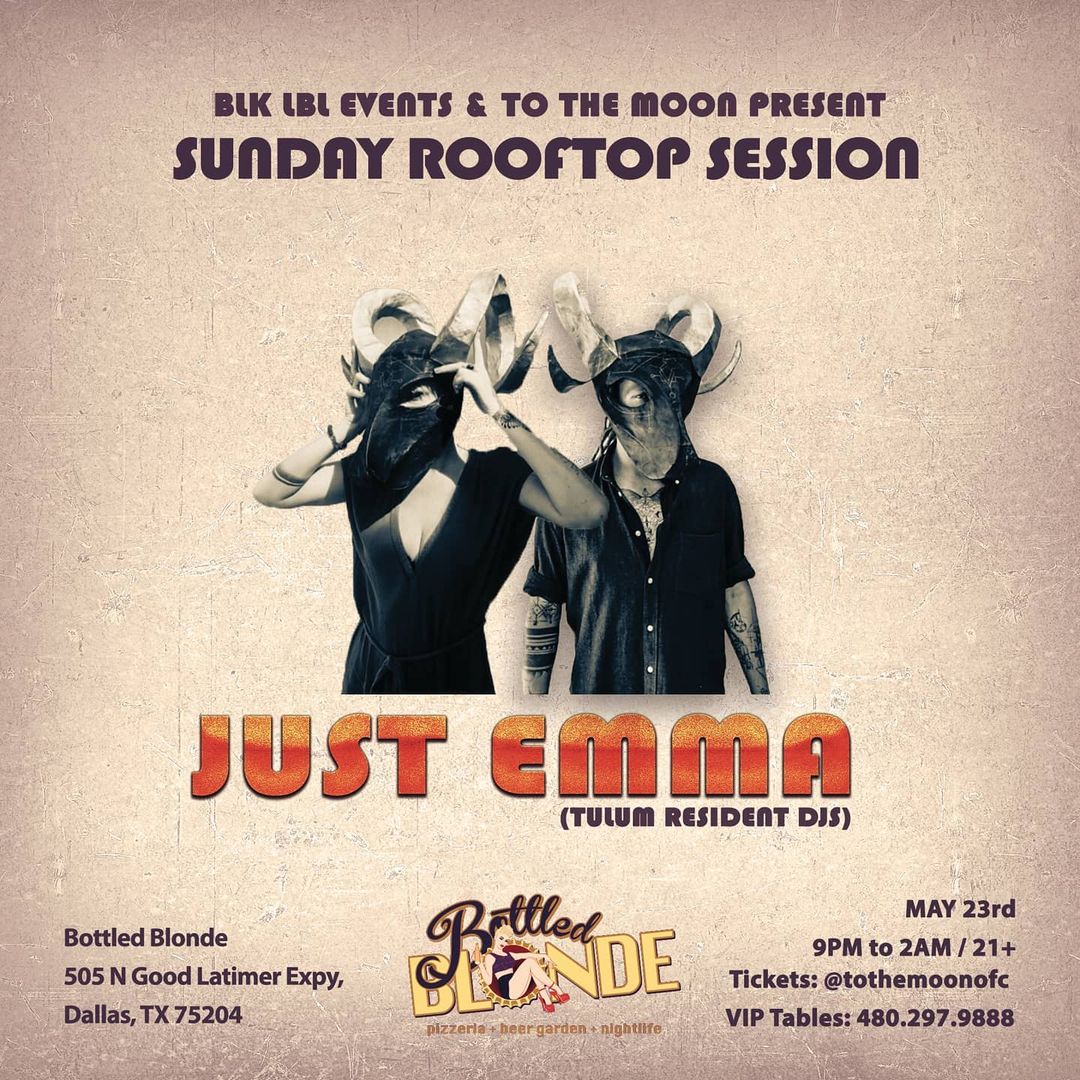 BLK LBL EVENTS & TO THE MOON PRESENT
SUNDAY ROOFTOP SESSION
JUST EMMA
(TULUM RESIDENT DJS)
Bottled Blonde
505 N Good Latimer Expy,
Dallas, TX 75204
Bottled
BLONDE
pizzeria + beer garden + nightlife
MAY 23rd
9PM to 2AM / 21+
Tickets: @tothemoonofc
VIP Tables: 480.297.9888